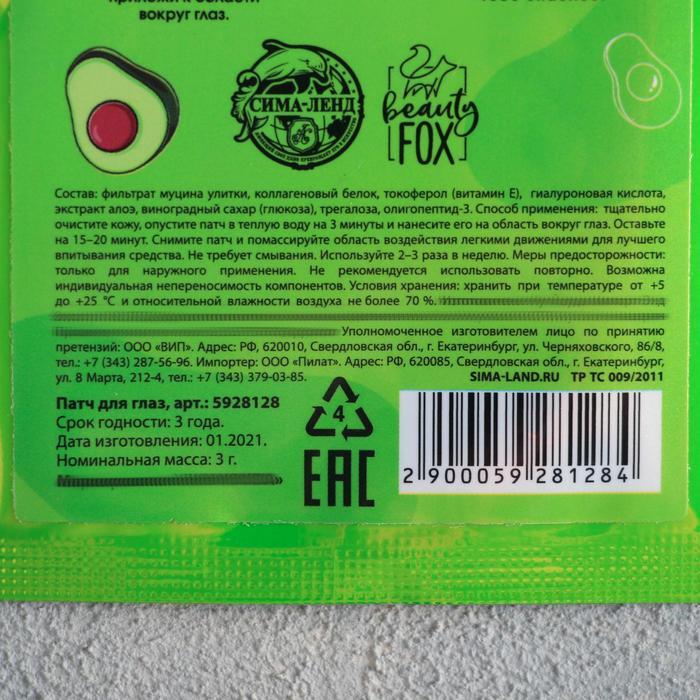 вокруг глаз.
СИМА-ЛЕНД
beauty
FOX
Состав: фильтрат муцина улитки, коллагеновый белок, токоферол (витамин Е), гиалуроновая кислота,
экстракт алоэ, виноградный сахар (глюкоза), трегалоза, олигопептид-3. Способ применения: тщательно
очистите кожу, опустите патч в теплую воду на 3 минуты и нанесите его на область вокруг глаз. Оставьте
на 15–20 минут. Снимите патч и помассируйте область воздействия легкими движениями для лучшего
впитывания средства. Не требует смывания. Используйте 2–3 раза в неделю. Меры предосторожности:
только для наружного применения. Не рекомендуется использовать повторно. Возможна
индивидуальная непереносимость компонентов. Условия хранения: хранить при температуре от +5
до +25 °С и относительной влажности воздуха не более 70 %.
Уполномоченное изготовителем лицо по принятию
претензий: ООО «ВИП». Адрес: РФ, 620010, Свердловская обл., г. Екатеринбург, ул. Черняховского, 86/8,
тел.: +7 (343) 287-56-96. Импортер: ООО «Пилат». Адрес: РФ, 620085, Свердловская обл., г. Екатеринбург,
ул. 8 Марта, 212-4, тел.: +7 (343) 379-03-85.
SIMA-LAND.RU ТР ТС 009/2011
Патч для глаз, арт.: 5928128
Срок годности: 3 года.
Дата изготовления: 01.2021.
Номинальная масса: 3 г.
4
EAC
2 900059 281284